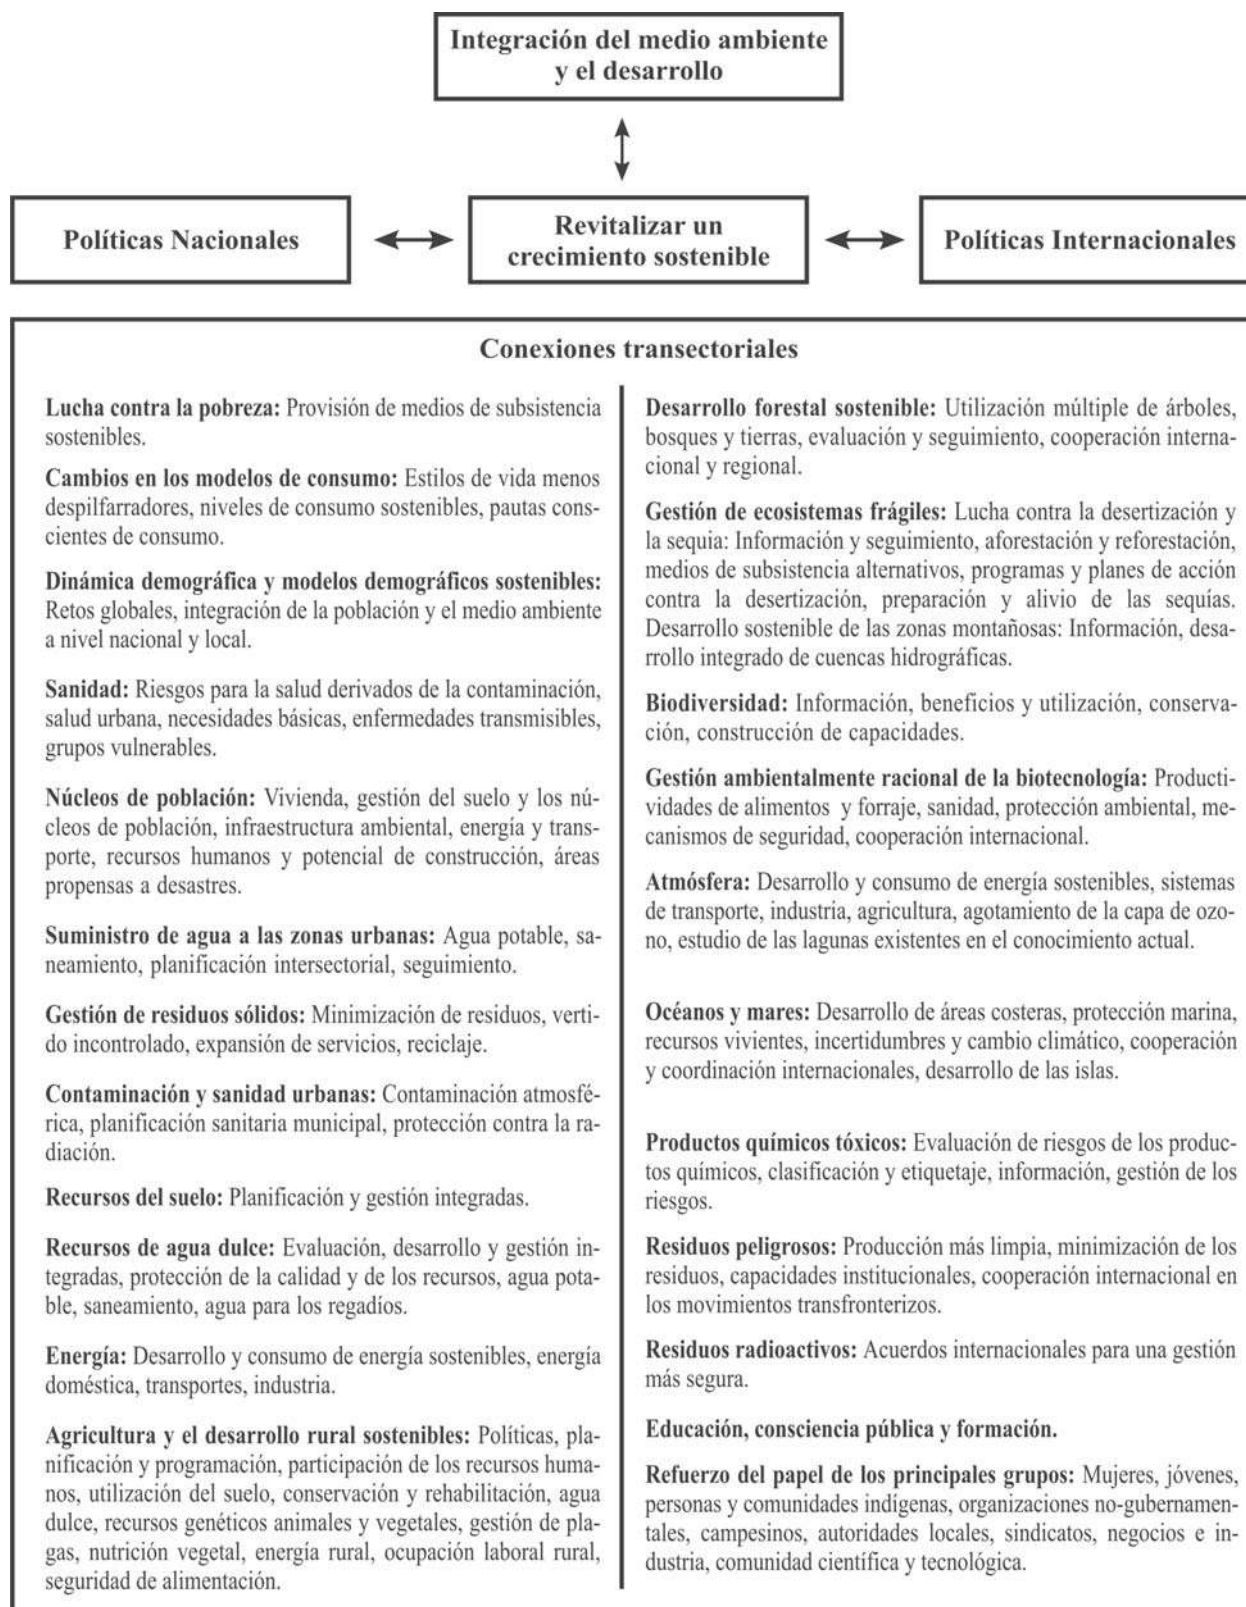 Integración del medio ambiente
y el desarrollo
Políticas Nacionales
Revitalizar un
crecimiento sostenible
Políticas Internacionales
Conexiones transectoriales
Lucha contra la pobreza: Provisión de medios de subsistencia
sostenibles.
Cambios en los modelos de consumo: Estilos de vida menos
despilfarradores, niveles de consumo sostenibles, pautas cons-
cientes de consumo.
Dinámica demográfica y modelos demográficos sostenibles:
Retos globales, integración de la población y el medio ambiente
a nivel nacional y local.
Sanidad: Riesgos para la salud derivados de la contaminación,
salud urbana, necesidades básicas, enfermedades transmisibles,
grupos vulnerables.
Núcleos de población: Vivienda, gestión del suelo y los nú-
cleos de población, infraestructura ambiental, energía y trans-
porte, recursos humanos y potencial de construcción, áreas
propensas a desastres.
Suministro de agua a las zonas urbanas: Agua potable, sa-
neamiento, planificación intersectorial, seguimiento.
Gestión de residuos sólidos: Minimización de residuos, verti-
do incontrolado, expansión de servicios, reciclaje.
Contaminación y sanidad urbanas: Contaminación atmosfé-
rica, planificación sanitaria municipal, protección contra la ra-
diación.
Recursos del suelo: Planificación y gestión integradas.
Recursos de agua dulce: Evaluación, desarrollo y gestión in-
tegradas, protección de la calidad y de los recursos, agua pota-
ble, saneamiento, agua para los regadíos.
Energía: Desarrollo y consumo de energía sostenibles, energía
doméstica, transportes, industria.
Agricultura y el desarrollo rural sostenibles: Políticas, pla-
nificación y programación, participación de los recursos huma-
nos, utilización del suelo, conservación y rehabilitación, agua
dulce, recursos genéticos animales y vegetales, gestión de pla-
gas, nutrición vegetal, energía rural, ocupación laboral rural,
seguridad de alimentación.
Desarrollo forestal sostenible: Utilización múltiple de árboles,
bosques y tierras, evaluación y seguimiento, cooperación interna-
cional y regional.
Gestión de ecosistemas frágiles: Lucha contra la desertización y
la sequia: Información y seguimiento, aforestación y reforestación,
medios de subsistencia alternativos, programas y planes de acción
contra la desertización, preparación y alivio de las sequías.
Desarrollo sostenible de las zonas montañosas: Información, desa-
rrollo integrado de cuencas hidrográficas.
Biodiversidad: Información, beneficios y utilización, conserva-
ción, construcción de capacidades.
Gestión ambientalmente racional de la biotecnología: Producti-
vidades de alimentos y forraje, sanidad, protección ambiental, me-
canismos de seguridad, cooperación internacional.
Atmósfera: Desarrollo y consumo de energía sostenibles, sistemas
de transporte, industria, agricultura, agotamiento de la capa de ozo-
no, estudio de las lagunas existentes en el conocimiento actual.
Océanos y mares: Desarrollo de áreas costeras, protección marina,
recursos vivientes, incertidumbres y cambio climático, cooperación
y coordinación internacionales, desarrollo de las islas.
Productos químicos tóxicos: Evaluación de riesgos de los produc-
tos químicos, clasificación y etiquetaje, información, gestión de los
riesgos.
Residuos peligrosos: Producción más limpia, minimización de los
residuos, capacidades institucionales, cooperación internacional en
los movimientos transfronterizos.
Residuos radioactivos: Acuerdos internacionales para una gestión
más segura.
Educación, consciencia pública y formación.
Refuerzo del papel de los principales grupos: Mujeres, jóvenes,
personas y comunidades indígenas, organizaciones no-gubernamen-
tales, campesinos, autoridades locales, sindicatos, negocios e in-
dustria, comunidad científica y tecnológica.